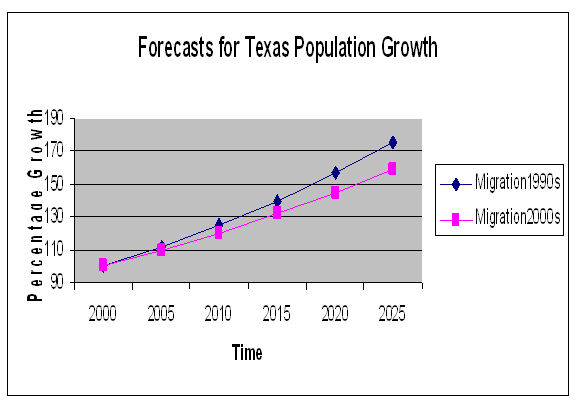 Forecasts for Texas Population Growth
Percentage Growth
190
170
150
130
110
90
2000 2005 2010 2015 2020 2025
Time
Migration1990s
Migration2000s